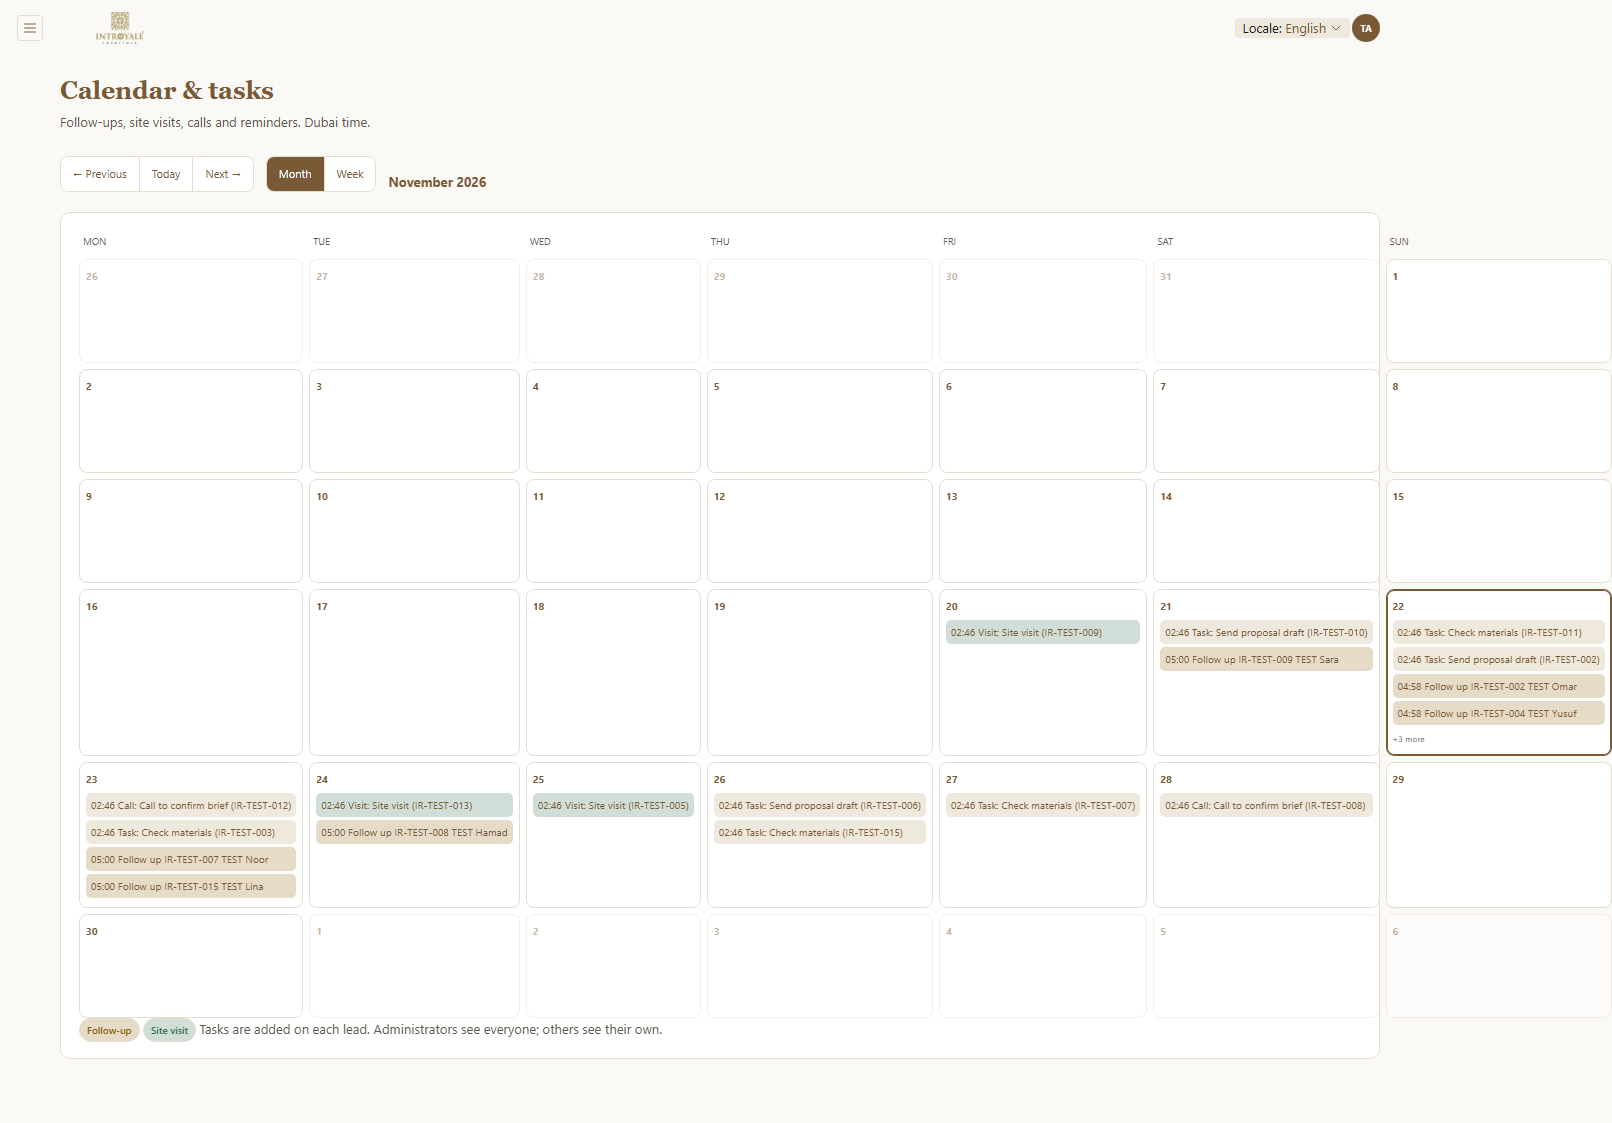 INTROYALÉ
interiors
Locale: English
TA
Calendar & tasks
Follow-ups, site visits, calls and reminders. Dubai time.
← Previous Today Next → Month Week November 2026
MON TUE WED THU FRI SAT SUN
26 27 28 29 30 31 1
2 3 4 5 6 7 8
9 10 11 12 13 14 15
16 17 18 19 20 21 22
02:46 Visit: Site visit (IR-TEST-009)
02:46 Task: Send proposal draft (IR-TEST-010)
05:00 Follow up IR-TEST-009 TEST Sara
02:46 Task: Check materials (IR-TEST-011)
02:46 Task: Send proposal draft (IR-TEST-002)
04:58 Follow up IR-TEST-002 TEST Omar
04:58 Follow up IR-TEST-004 TEST Yusuf
+3 more
23 24 25 26 27 28 29
02:46 Call: Call to confirm brief (IR-TEST-012)
02:46 Task: Check materials (IR-TEST-003)
05:00 Follow up IR-TEST-007 TEST Noor
05:00 Follow up IR-TEST-015 TEST Lina
02:46 Visit: Site visit (IR-TEST-013)
05:00 Follow up IR-TEST-008 TEST Hamad
02:46 Visit: Site visit (IR-TEST-005)
02:46 Task: Send proposal draft (IR-TEST-006)
02:46 Task: Check materials (IR-TEST-015)
02:46 Task: Check materials (IR-TEST-007)
02:46 Call: Call to confirm brief (IR-TEST-008)
30 1 2 3 4 5 6
Follow-up Site visit Tasks are added on each lead. Administrators see everyone; others see their own.